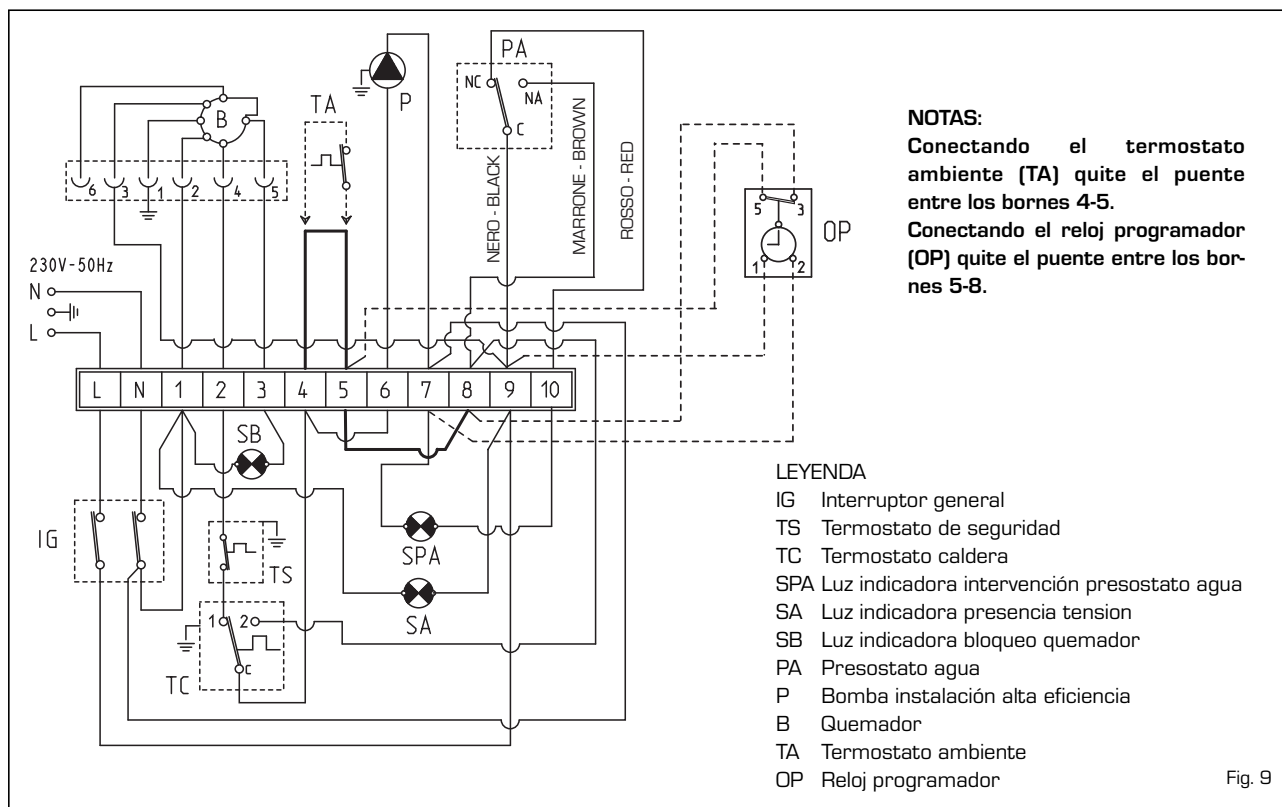 PA
NC
NA
C
P
TA
B
6 3 1 2 4 5
NERO - BLACK
MARRONE - BROWN
ROSSO - RED
5 3
1 2
OP
230V-50Hz
N
L
L N 1 2 3 4 5 6 7 8 9 10
SB
IG
TS
SPA
SA
1 2
C
TC
NOTAS:
Conectando el termostato
ambiente (TA) quite el puente
entre los bornes 4-5.
Conectando el reloj programador
(OP) quite el puente entre los bor-
nes 5-8.
LEYENDA
IG Interruptor general
TS Termostato de seguridad
TC Termostato caldera
SPA Luz indicadora intervención presostato agua
SA Luz indicadora presencia tension
SB Luz indicadora bloqueo quemador
PA Presostato agua
P Bomba instalación alta eficiencia
B Quemador
TA Termostato ambiente
OP Reloj programador
Fig. 9